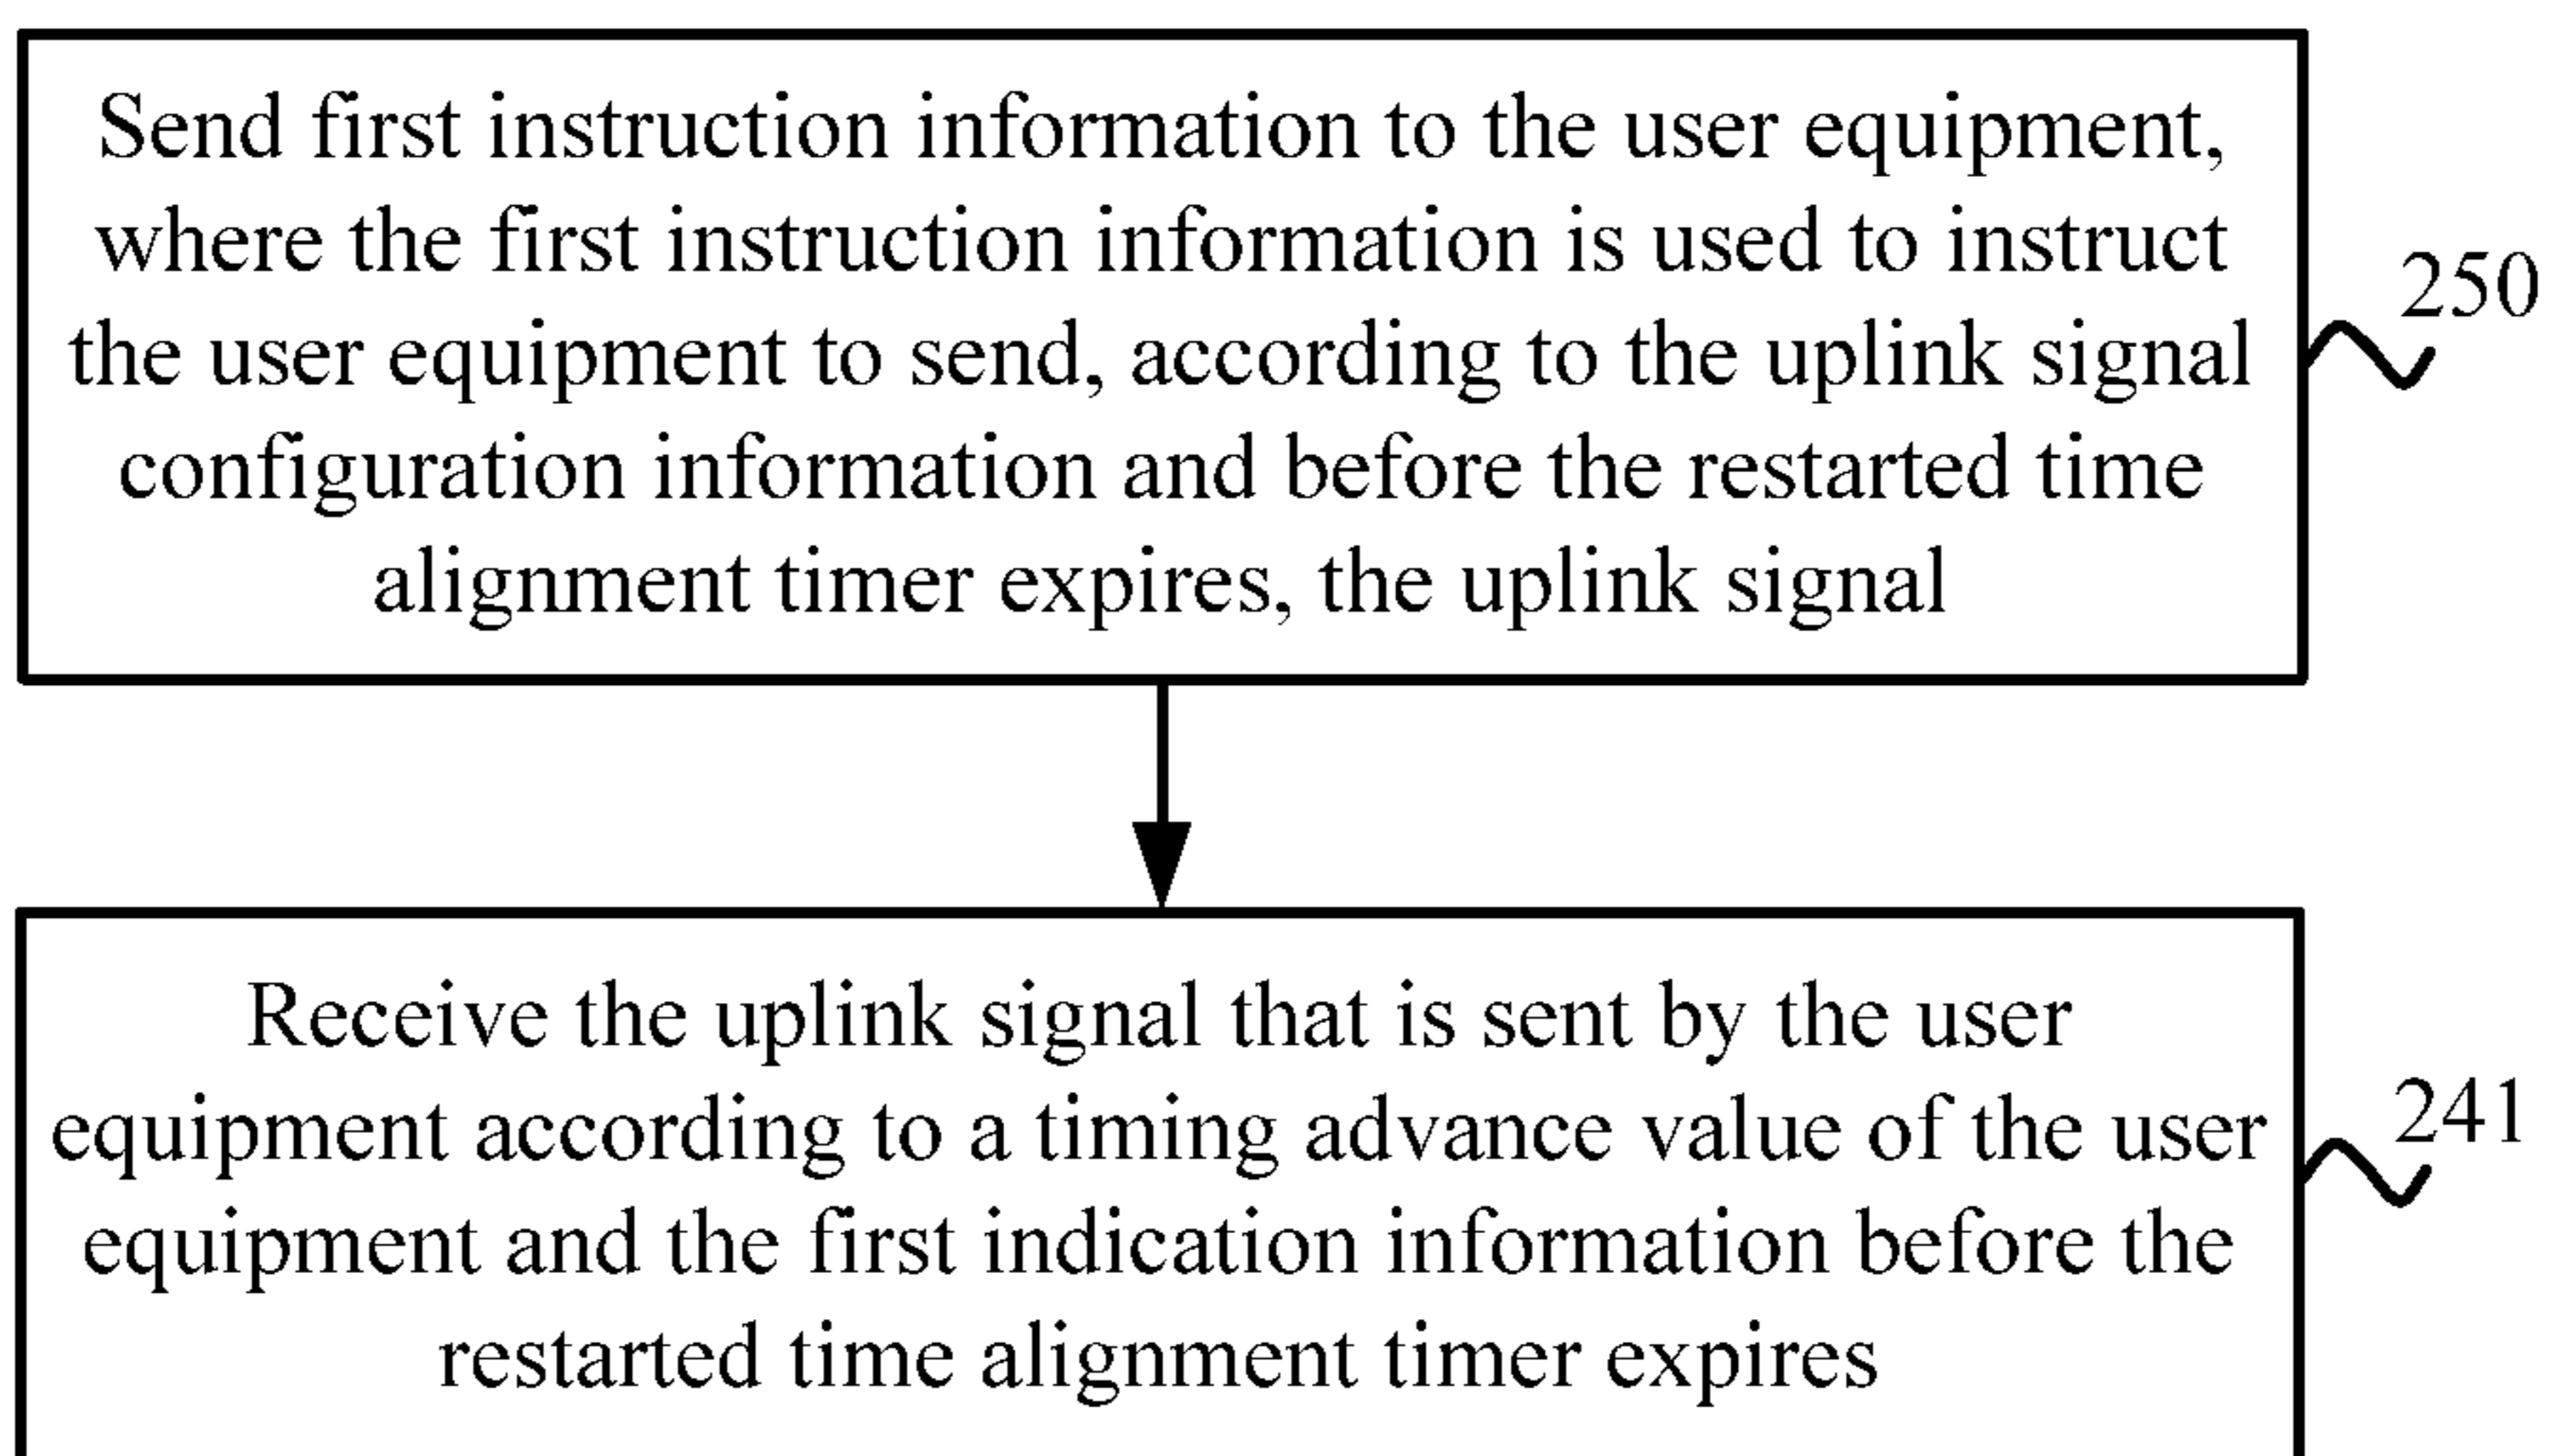 Send first instruction information to the user equipment,
where the first instruction information is used to instruct
the user equipment to send, according to the uplink signal
configuration information and before the restarted time
alignment timer expires, the uplink signal
250
Receive the uplink signal that is sent by the user
equipment according to a timing advance value of the user
equipment and the first indication information before the
restarted time alignment timer expires
241